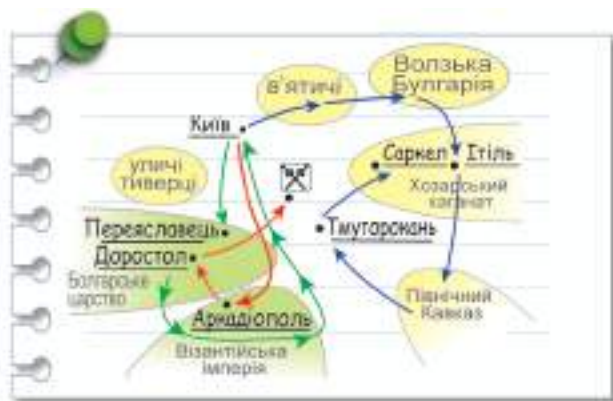 Волзька
Булгарія
в'ятичі
Київ
Саркел Ітіль
уличі
тиверці
Хозарський
каганат
Переяславець
Тмутаракань
Доростол
Болгарське
царство
Північний
Кавказ
Аркадіополь
Візантійська
імперія